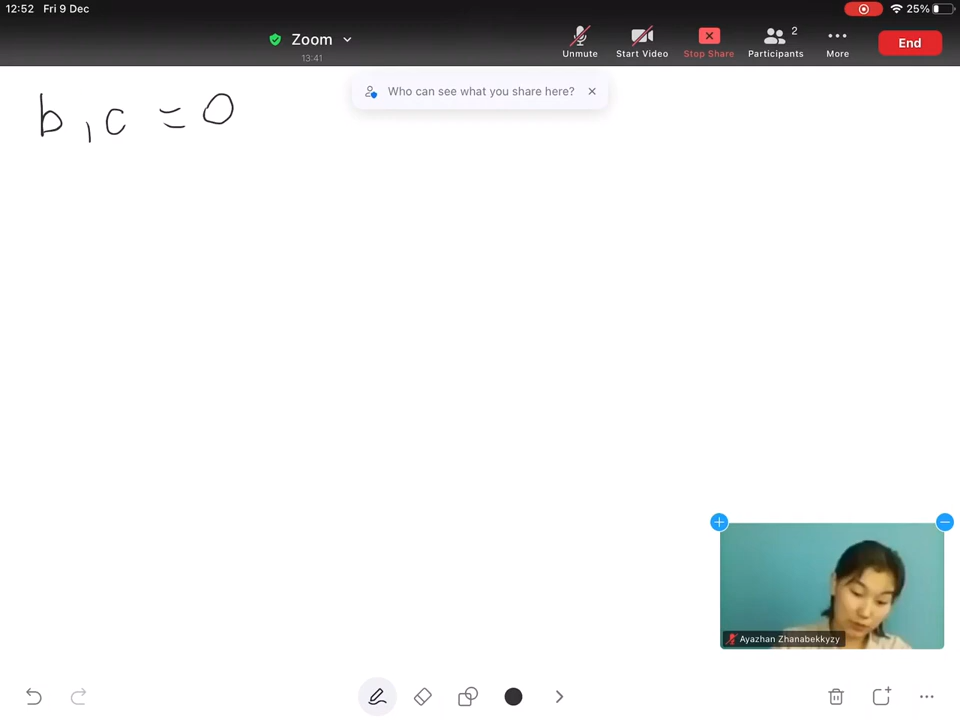 12:52 Fri 9 Dec
25%
Zoom
13:41
Unmute
Start Video
Stop Share
Participants
2
More
End
Who can see what you share here?
b, c = 0
Ayazhan Zhanabekkyzy